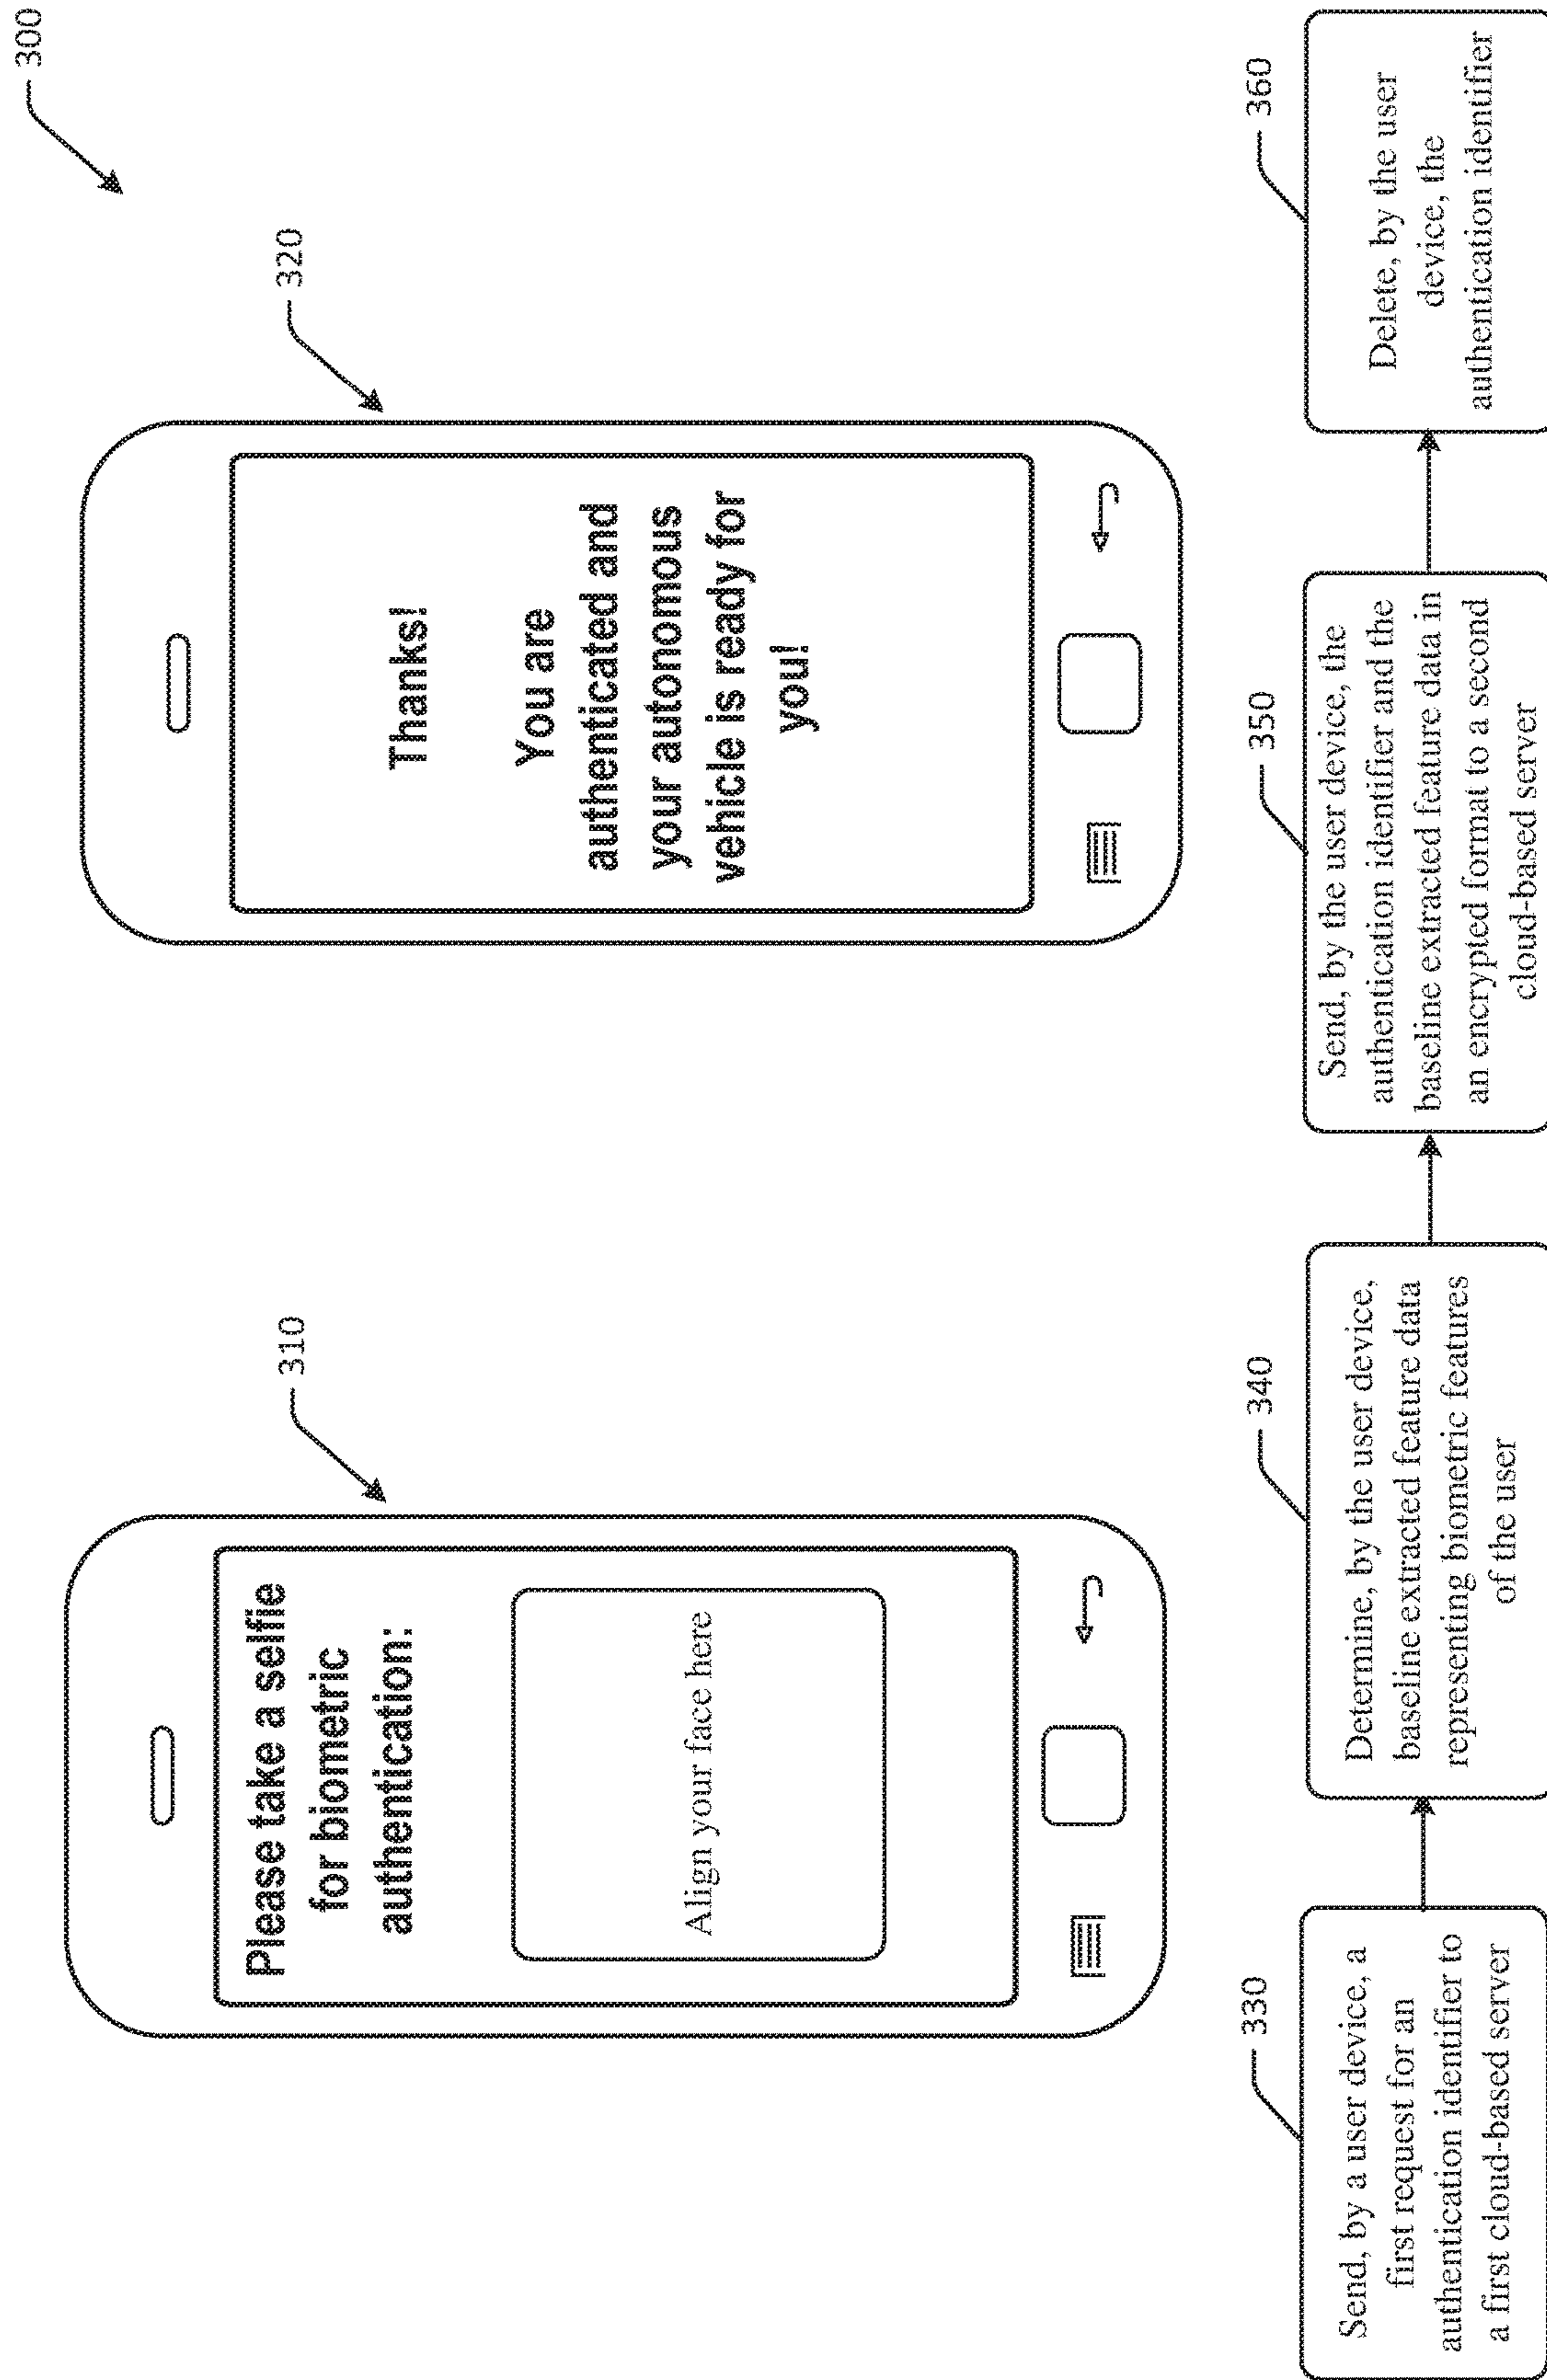 300
310
Please take a selfie
for biometric
authentication:
Align your face here
320
Thanks!
You are
authenticated and
your autonomous
vehicle is ready for
you!
330
Send, by a user device, a
first request for an
authentication identifier to
a first cloud-based server
340
Determine, by the user device,
baseline extracted feature data
representing biometric features
of the user
350
Send, by the user device, the
authentication identifier and the
baseline extracted feature data in
an encrypted format to a second
cloud-based server
360
Delete, by the user
device, the
authentication identifier